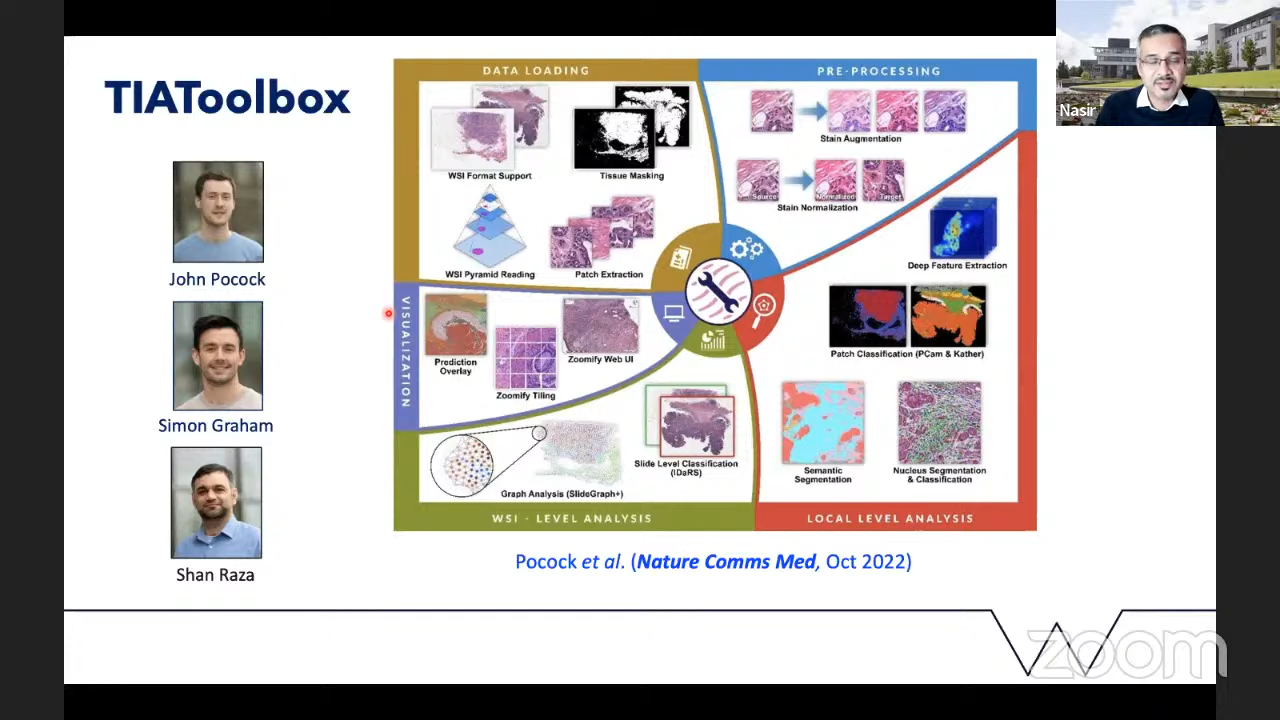 TIAToolbox
John Pocock
Simon Graham
Shan Raza
DATA LOADING
WSI Format Support
Tissue Masking
WSI Pyramid Reading
Patch Extraction
PRE-PROCESSING
Stain Augmentation
Source
Normalized
Target
Stain Normalization
VISUALIZATION
Prediction
Overlay
Zoomify Tiling
Zoomify Web UI
Deep Feature Extraction
Patch Classification (PCam & Kather)
Semantic
Segmentation
Nucleus Segmentation
& Classification
LOCAL LEVEL ANALYSIS
Graph Analysis (SlideGraph+)
Slide Level Classification
(IDaRS)
WSI - LEVEL ANALYSIS
Pocock et al. (Nature Comms Med, Oct 2022)
Nasir
zoom